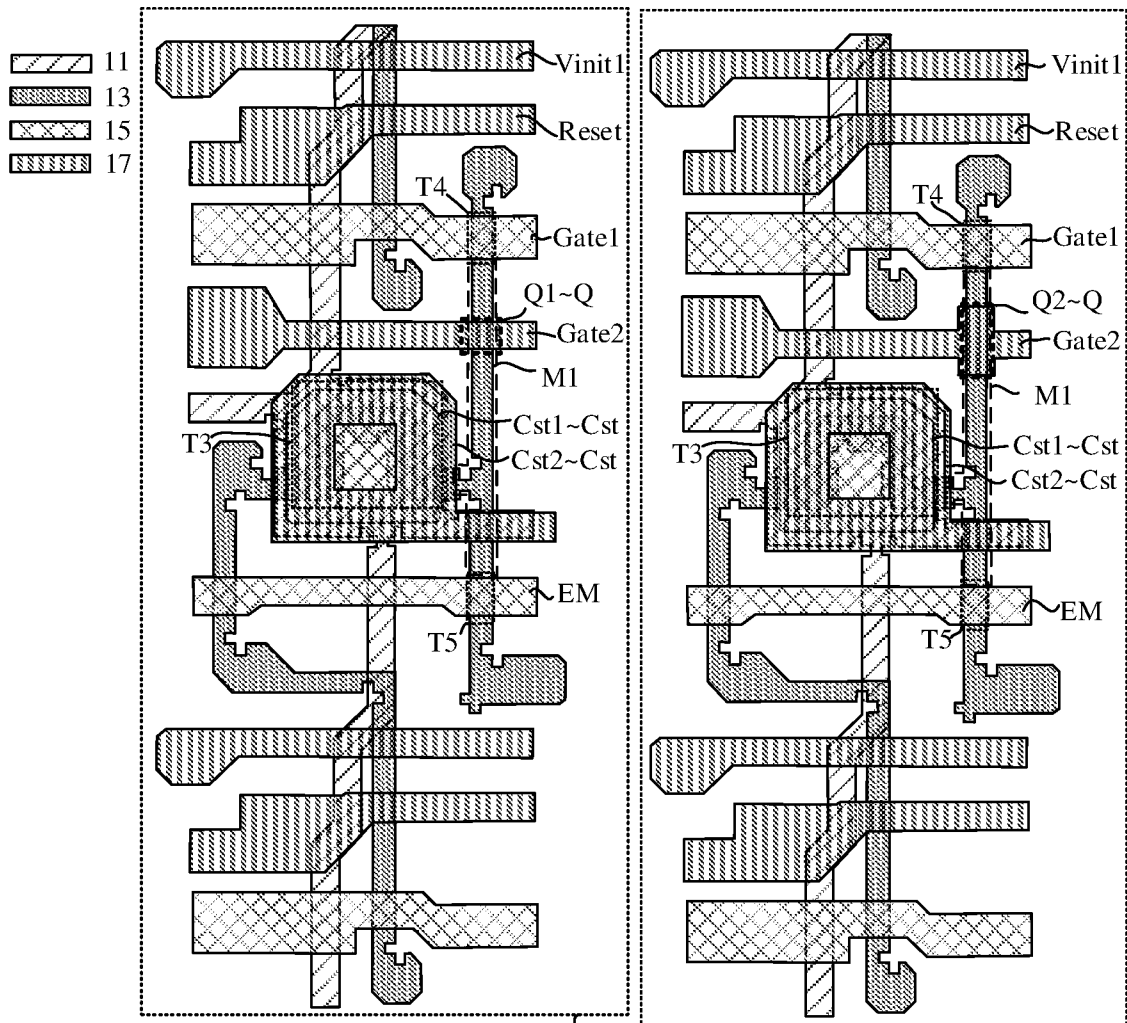 11
13
15
17
Vinit1
Reset
T4
Gate1
Q1~Q
Gate2
M1
Cst1~Cst
T3
Cst2~Cst
EM
T5
Vinit1
Reset
T4
Gate1
Q2~Q
Gate2
M1
Cst1~Cst
T3
Cst2~Cst
EM
T5